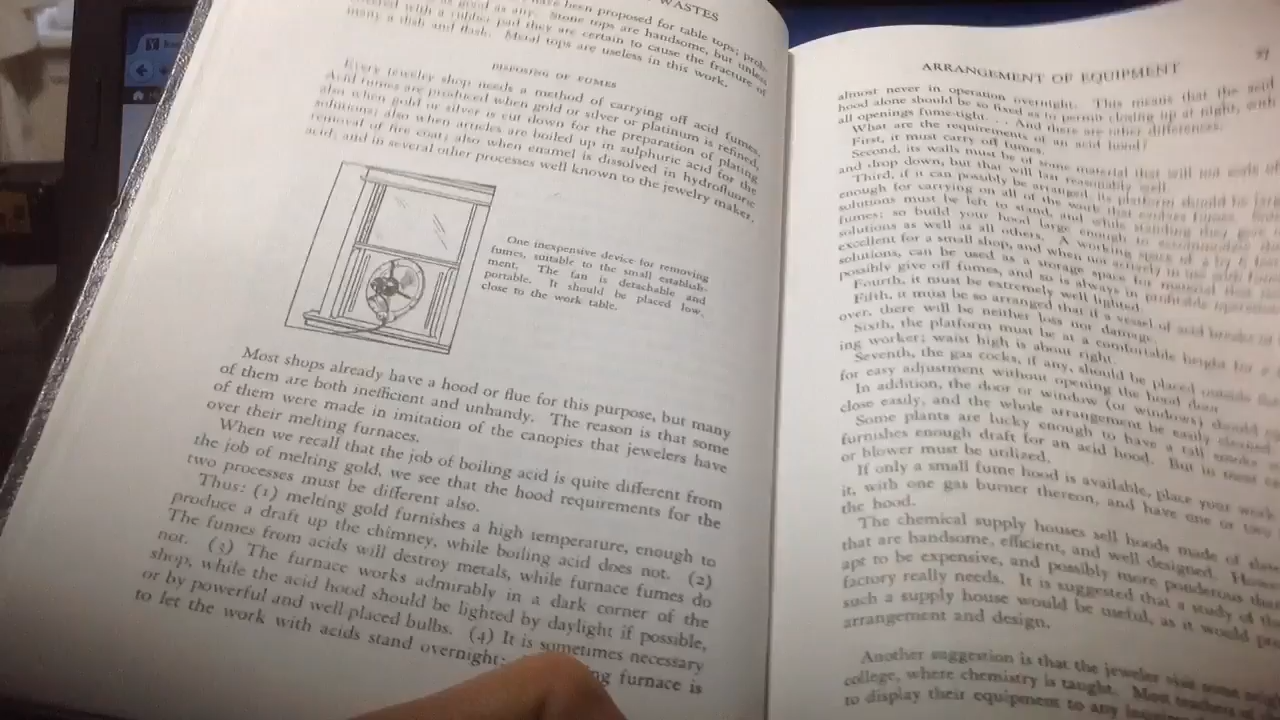 WASTES
have been proposed for table tops;
as good as any. Stone tops are handsome, but unless
covered with a rubber pad they are certain to cause the fracture of
many a dish and flask. Metal tops are useless in this work.
DISPOSING OF FUMES
Every jewelry shop needs a method of carrying off acid fumes.
Acid fumes are produced when gold or silver or platinum is refined,
also when gold or silver is cut down for the preparation of plating
solutions; also when articles are boiled up in sulphuric acid for the
removal of fire coat; also when enamel is dissolved in hydrofluoric
acid; and in several other processes well known to the jewelry maker.
One inexpensive device for removing
fumes, suitable to the small establish-
ment. The fan is detachable and
portable. It should be placed low,
close to the work table.
Most shops already have a hood or flue for this purpose, but many
of them are both inefficient and unhandy. The reason is that some
of them were made in imitation of the canopies that jewelers have
over their melting furnaces.
When we recall that the job of boiling acid is quite different from
the job of melting gold, we see that the hood requirements for the
two processes must be different also.
Thus: (1) melting gold furnishes a high temperature, enough to
produce a draft up the chimney, while boiling acid does not. (2)
The fumes from acids will destroy metals, while furnace fumes do
not. (3) The furnace works admirably in a dark corner of the
shop, while the acid hood should be lighted by daylight if possible,
or by powerful and well-placed bulbs. (4) It is sometimes necessary
to let the work with acids stand overnight; furnace is
ARRANGEMENT OF EQUIPMENT
almost never in operation overnight. This means that the acid
hood alone should be so fixed as to permit closing up at night, with
all openings fume-tight. . . . And there are other differences.
What are the requirements of an acid hood?
First, it must carry off fumes.
Second, its walls must be of some material that will not
and drop down, but that will last reasonably well.
Third, if it can possibly be arranged, its platform should be
enough for carrying on all of the work that evolves fumes.
solutions must be left to stand, and while standing they give
fumes; so build your hood large enough to accommodate
solutions as well as all others. A working space of
excellent for a small shop, and when not actively in use with
solutions, can be used as a storage space for material that
possibly give off fumes, and so is always in profitable operation.
Fourth, it must be extremely well lighted.
Fifth, it must be so arranged that if a vessel of acid breaks
over, there will be neither loss nor damage.
Sixth, the platform must be at a comfortable height for a
ing worker; waist high is about right.
Seventh, the gas cocks, if any, should be placed outside
for easy adjustment without opening the hood door.
In addition, the door or window (or windows) should
close easily, and the whole arrangement be easily cleaned.
Some plants are lucky enough to have a tall smoke
furnishes enough draft for an acid hood. But in most
or blower must be utilized.
If only a small fume hood is available, place your work
it, with one gas burner thereon, and have one or two
the hood.
The chemical supply houses sell hoods made of
that are handsome, efficient, and well designed.
apt to be expensive, and possibly more ponderous than
factory really needs. It is suggested that a study of the
such a supply house would be useful, as it would
arrangement and design.
Another suggestion is that the jeweler visit some
college, where chemistry is taught. Most teachers
to display their equipment to any